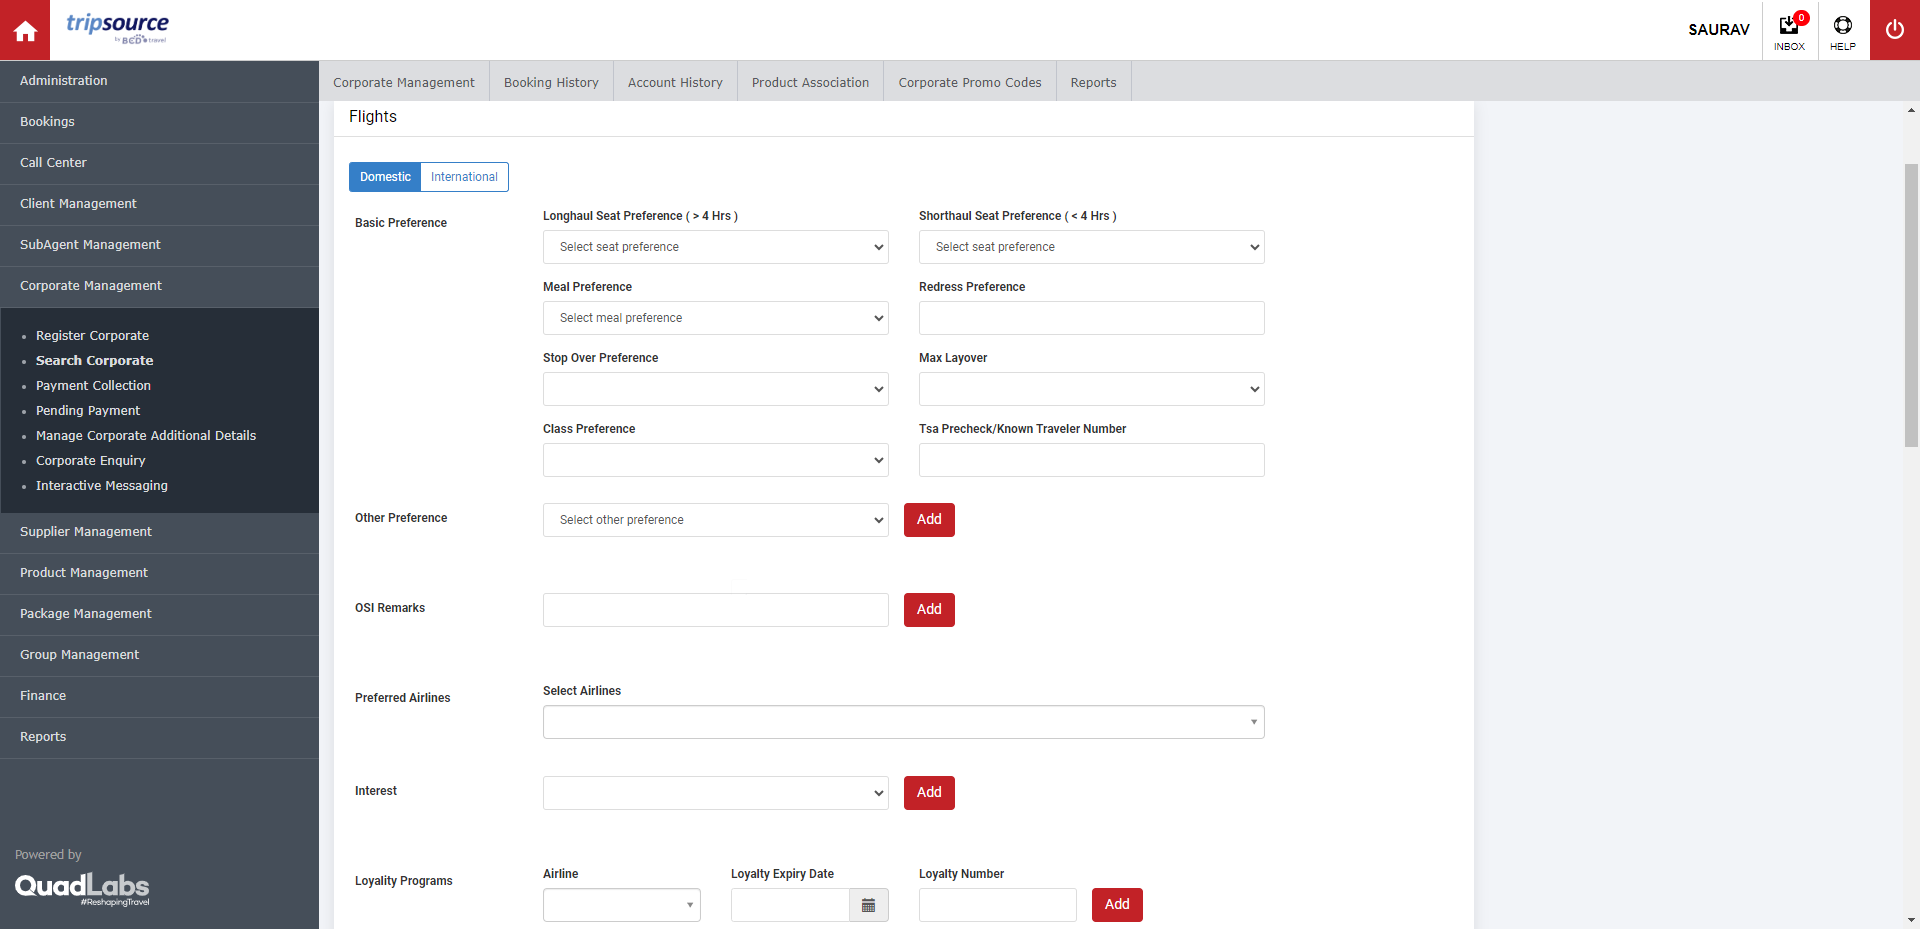 tripsource
by BCD travel
SAURAV
0
INBOX
HELP
Administration
Bookings
Call Center
Client Management
SubAgent Management
Corporate Management
Register Corporate
Search Corporate
Payment Collection
Pending Payment
Manage Corporate Additional Details
Corporate Enquiry
Interactive Messaging
Supplier Management
Product Management
Package Management
Group Management
Finance
Reports
Powered by
QuadLabs
#ReshapingTravel
Corporate Management
Booking History
Account History
Product Association
Corporate Promo Codes
Reports
Flights
Domestic
International
Basic Preference
Longhaul Seat Preference ( > 4 Hrs )
Shorthaul Seat Preference ( < 4 Hrs )
Select seat preference
Select seat preference
Meal Preference
Redress Preference
Select meal preference
Stop Over Preference
Max Layover
Class Preference
Tsa Precheck/Known Traveler Number
Other Preference
Select other preference
Add
OSI Remarks
Add
Preferred Airlines
Select Airlines
Interest
Add
Loyality Programs
Airline
Loyalty Expiry Date
Loyalty Number
Add